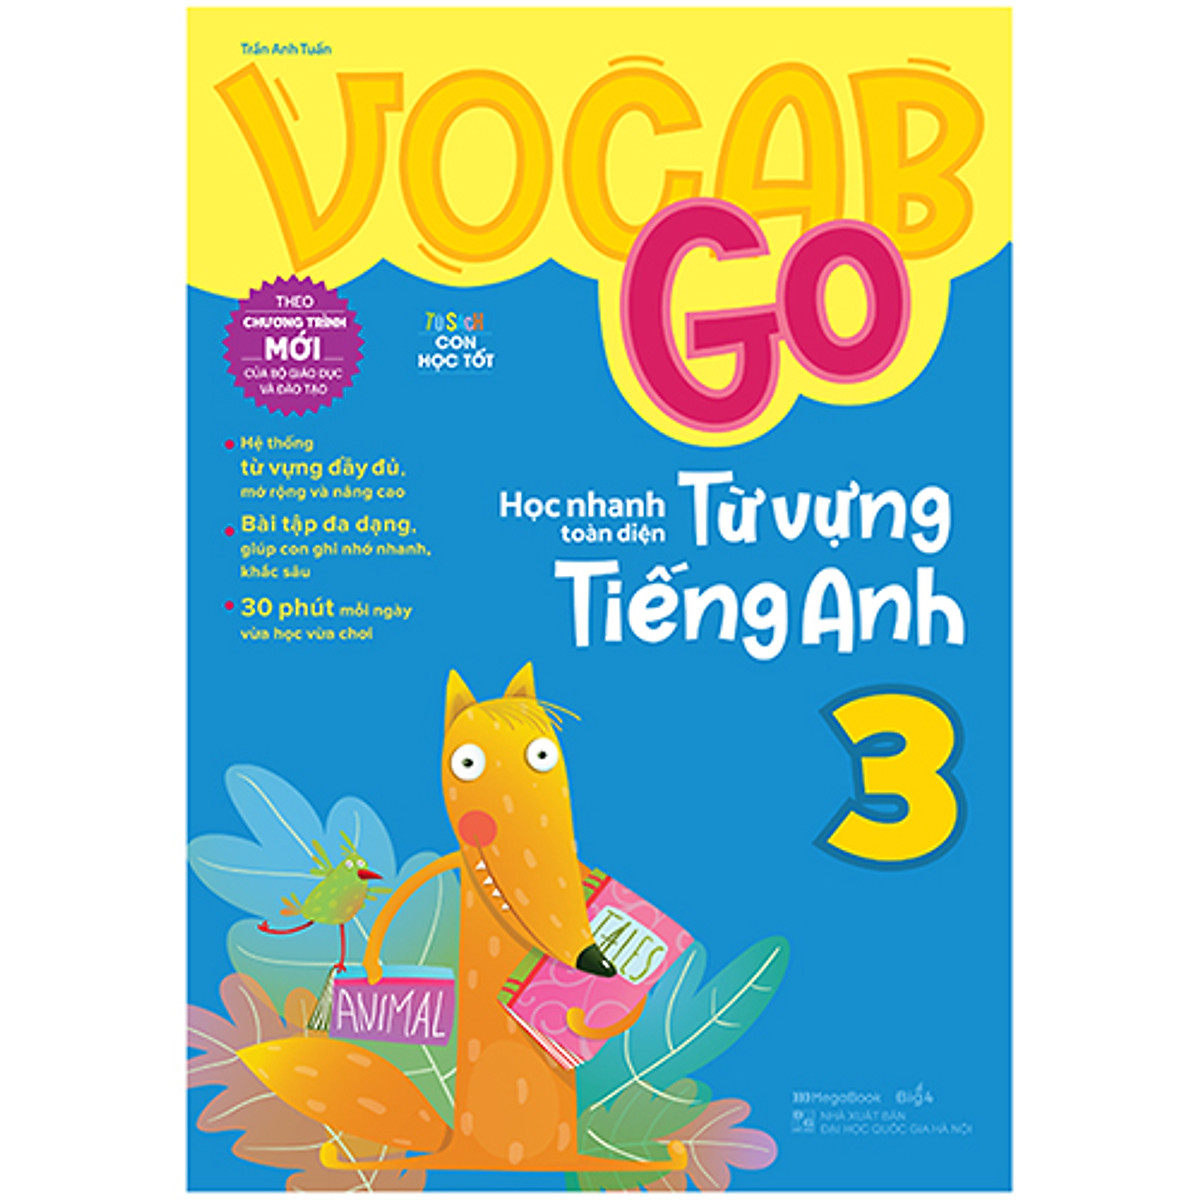 Trần Anh Tuấn
VOCAB
Go
THEO
CHƯƠNG TRÌNH
MỚI
CỦA BỘ GIÁO DỤC
VÀ ĐÀO TẠO
TỦ SÁCH
CON
HỌC TỐT
Hệ thống
từ vựng đầy đủ,
mở rộng và nâng cao
Bài tập đa dạng,
giúp con ghi nhớ nhanh,
khắc sâu
30 phút mỗi ngày
vừa học vừa chơi
Học nhanh
toàn diện
Từ vựng
Tiếng Anh
3
TALES
ANIMAL
MegaBook Big4
NHÀ XUẤT BẢN
ĐẠI HỌC QUỐC GIA HÀ NỘI